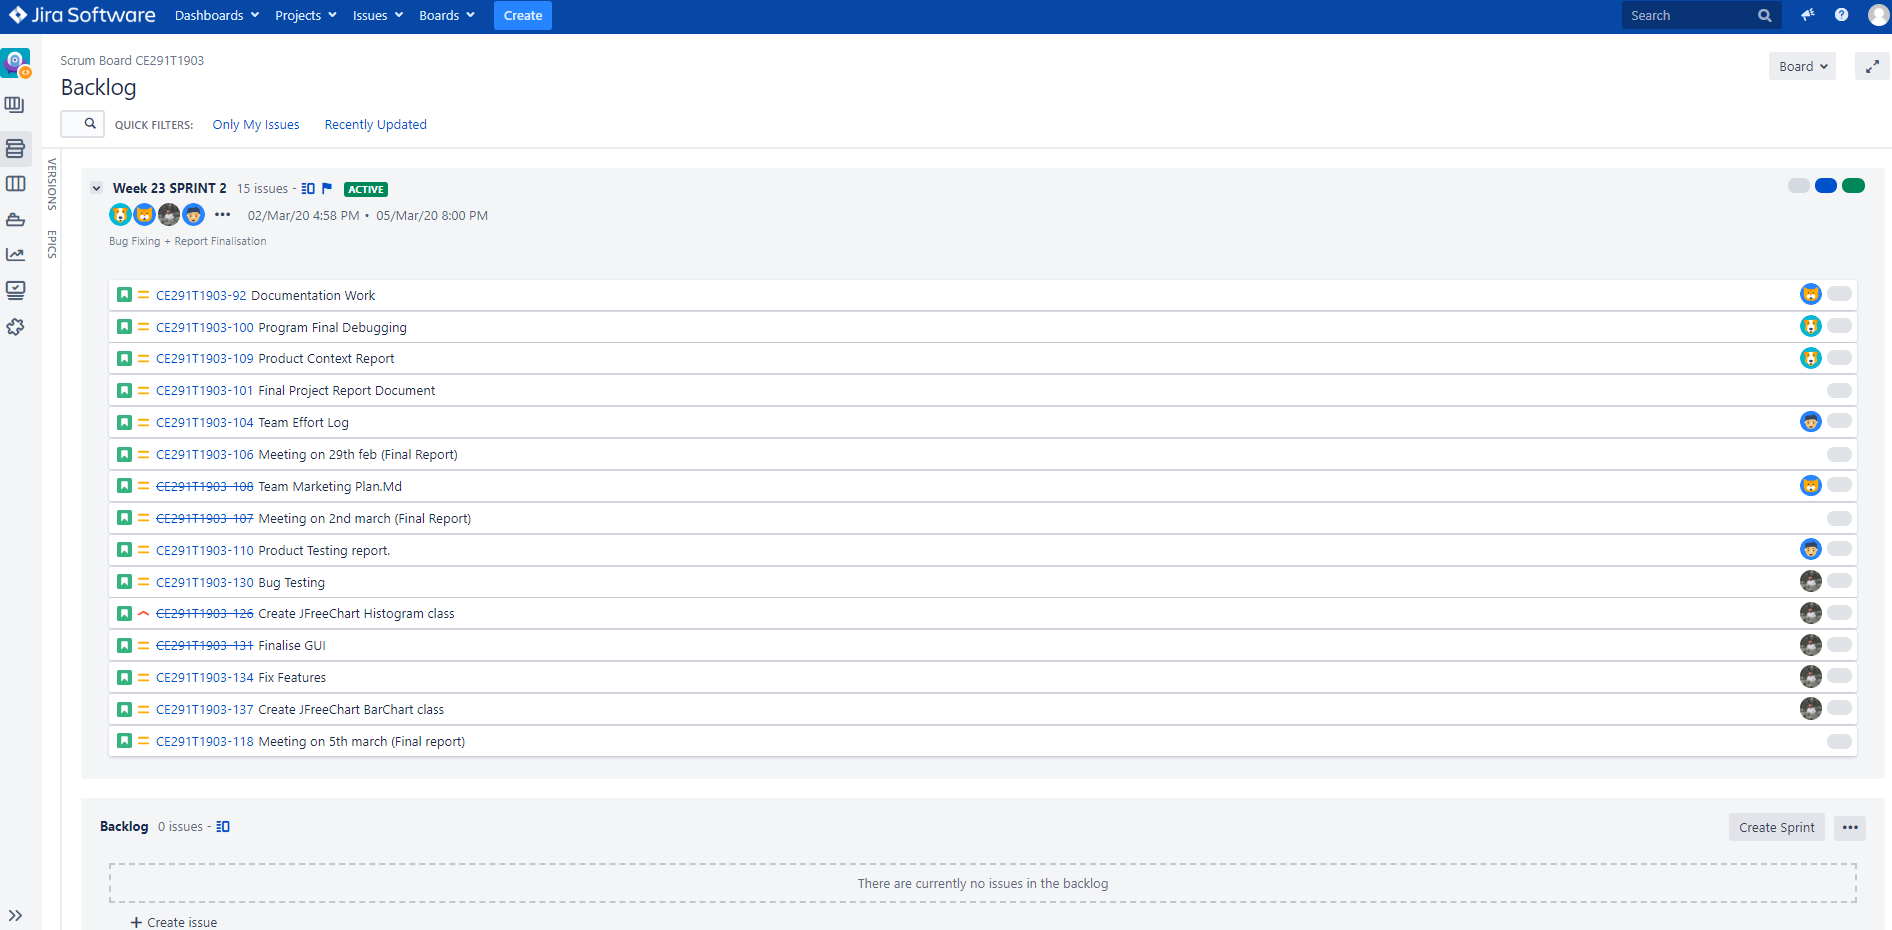 Jira Software Dashboards Projects Issues Boards Create Search
Scrum Board CE291T1903
Backlog
Board
QUICK FILTERS: Only My Issues Recently Updated
VERSIONS
EPICS
Week 23 SPRINT 2 15 issues - ACTIVE
••• 02/Mar/20 4:58 PM • 05/Mar/20 8:00 PM
Bug Fixing + Report Finalisation
CE291T1903-92 Documentation Work
CE291T1903-100 Program Final Debugging
CE291T1903-109 Product Context Report
CE291T1903-101 Final Project Report Document
CE291T1903-104 Team Effort Log
CE291T1903-106 Meeting on 29th feb (Final Report)
CE291T1903-108 Team Marketing Plan.Md
CE291T1903-107 Meeting on 2nd march (Final Report)
CE291T1903-110 Product Testing report.
CE291T1903-130 Bug Testing
CE291T1903-126 Create JFreeChart Histogram class
CE291T1903-131 Finalise GUI
CE291T1903-134 Fix Features
CE291T1903-137 Create JFreeChart BarChart class
CE291T1903-118 Meeting on 5th march (Final report)
Backlog 0 issues - Create Sprint •••
There are currently no issues in the backlog
+ Create issue